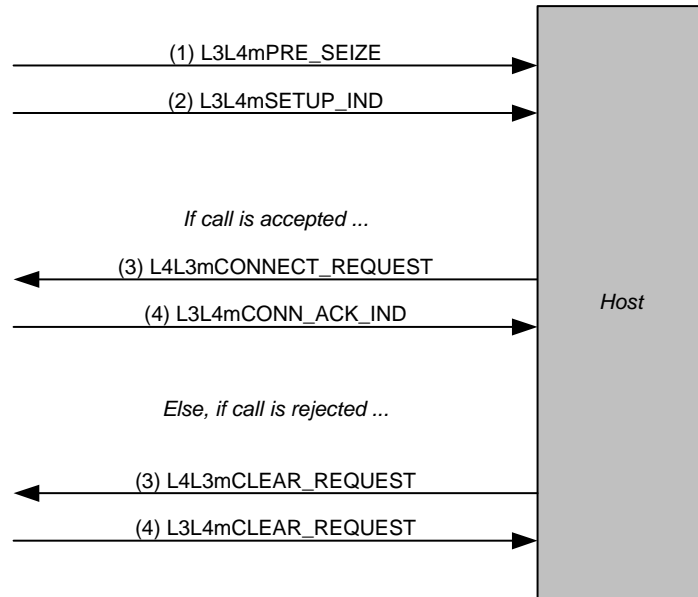 (1) L3L4mPRE_SEIZE
(2) L3L4mSETUP_IND
If call is accepted ...
(3) L4L3mCONNECT_REQUEST
Host
(4) L3L4mCONN_ACK_IND
Else, if call is rejected ...
(3) L4L3mCLEAR_REQUEST
(4) L3L4mCLEAR_REQUEST